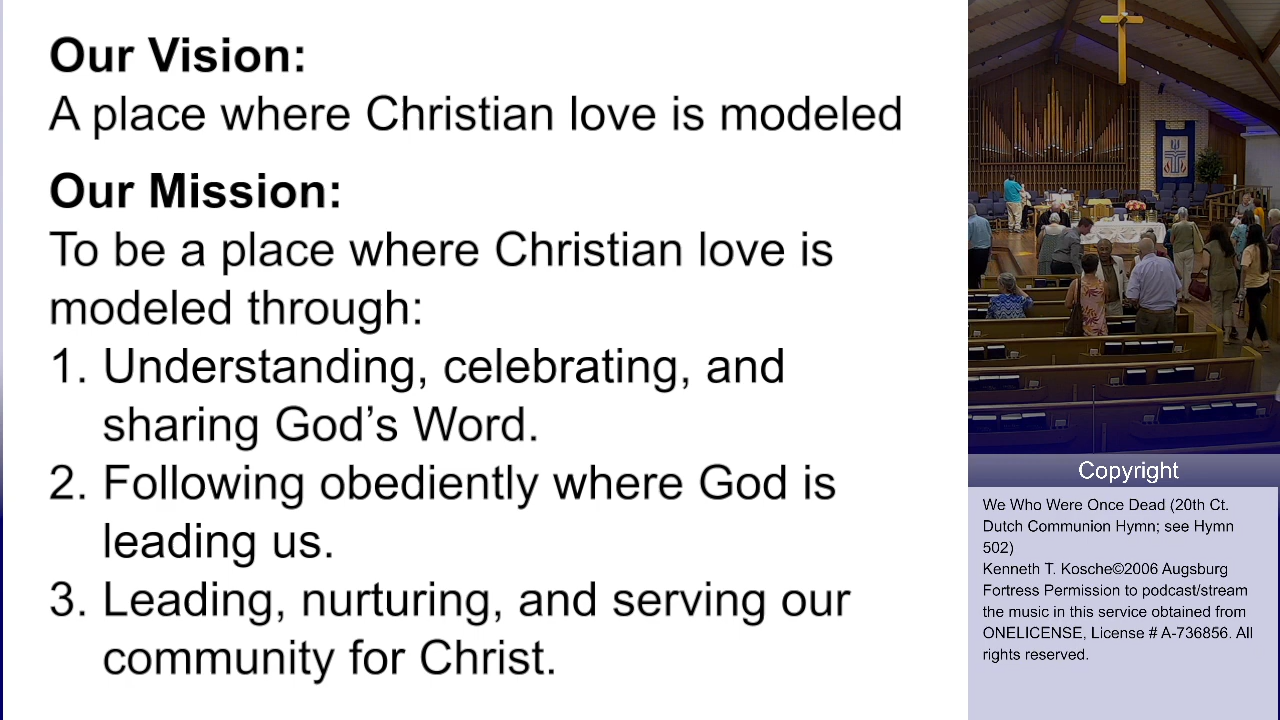 Our Vision:
A place where Christian love is modeled
Our Mission:
To be a place where Christian love is
modeled through:
1. Understanding, celebrating, and
sharing God’s Word.
2. Following obediently where God is
leading us.
3. Leading, nurturing, and serving our
community for Christ.
Copyright
We Who Were Once Dead (20th Ct.
Dutch Communion Hymn; see Hymn
502)
Kenneth T. Kosche©2006 Augsburg
Fortress Permission to podcast/stream
the music in this service obtained from
ONELICENSE, License # A-736856. All
rights reserved.